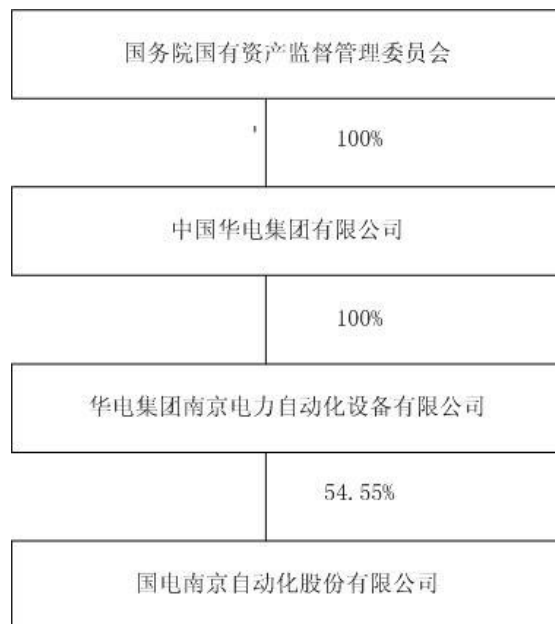 国务院国有资产监督管理委员会
100%
中国华电集团有限公司
100%
华电集团南京电力自动化设备有限公司
54.55%
国电南京自动化股份有限公司